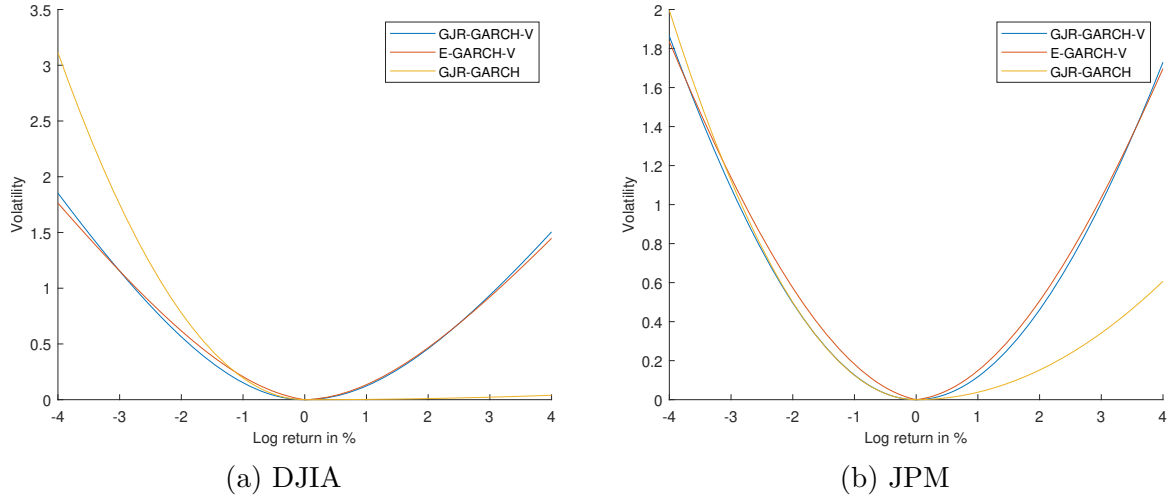 3.5
3
2.5
2
1.5
1
0.5
0
Volatility
GJR-GARCH-V
E-GARCH-V
GJR-GARCH
-4 -3 -2 -1 0 1 2 3 4
Log return in %
(a) DJIA
2
1.8
1.6
1.4
1.2
1
0.8
0.6
0.4
0.2
0
Volatility
GJR-GARCH-V
E-GARCH-V
GJR-GARCH
-4 -3 -2 -1 0 1 2 3 4
Log return in %
(b) JPM